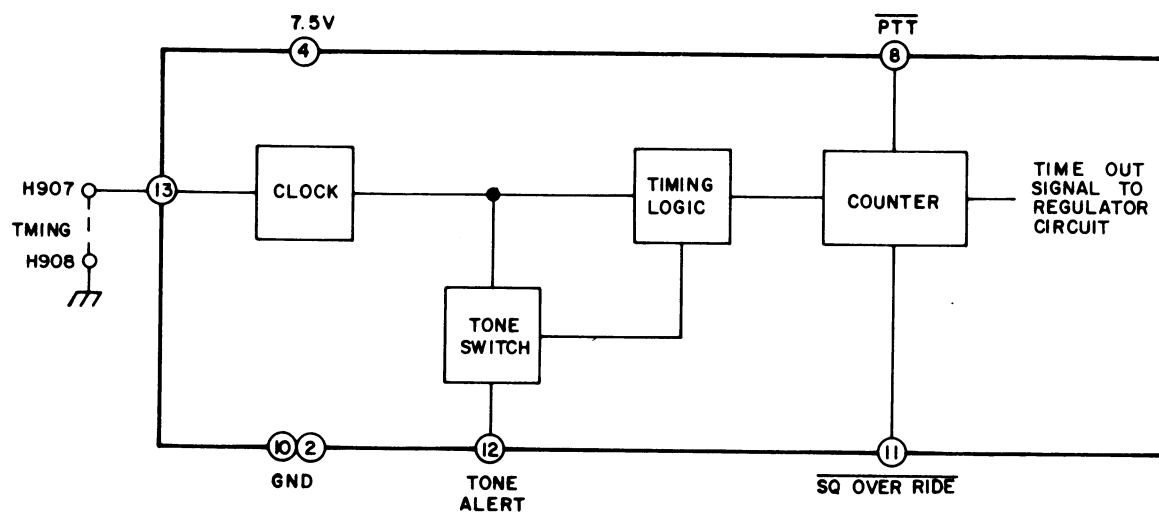 7.5V
PTT
4
8
H907
13
CLOCK
TIMING
LOGIC
COUNTER
TIME OUT
SIGNAL TO
REGULATOR
CIRCUIT
TMING
H908
TONE
SWITCH
10
2
12
11
GND
TONE
ALERT
SQ OVER RIDE